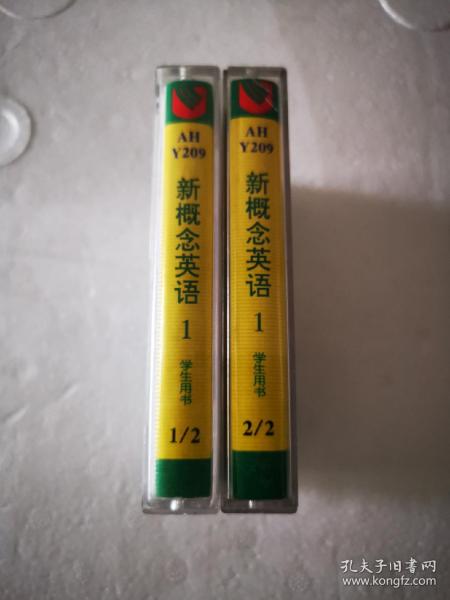 AH
Y209
新概念英语
1
学生用书
1/2
AH
Y209
新概念英语
1
学生用书
2/2
孔夫子旧书网
www.kongfz.com